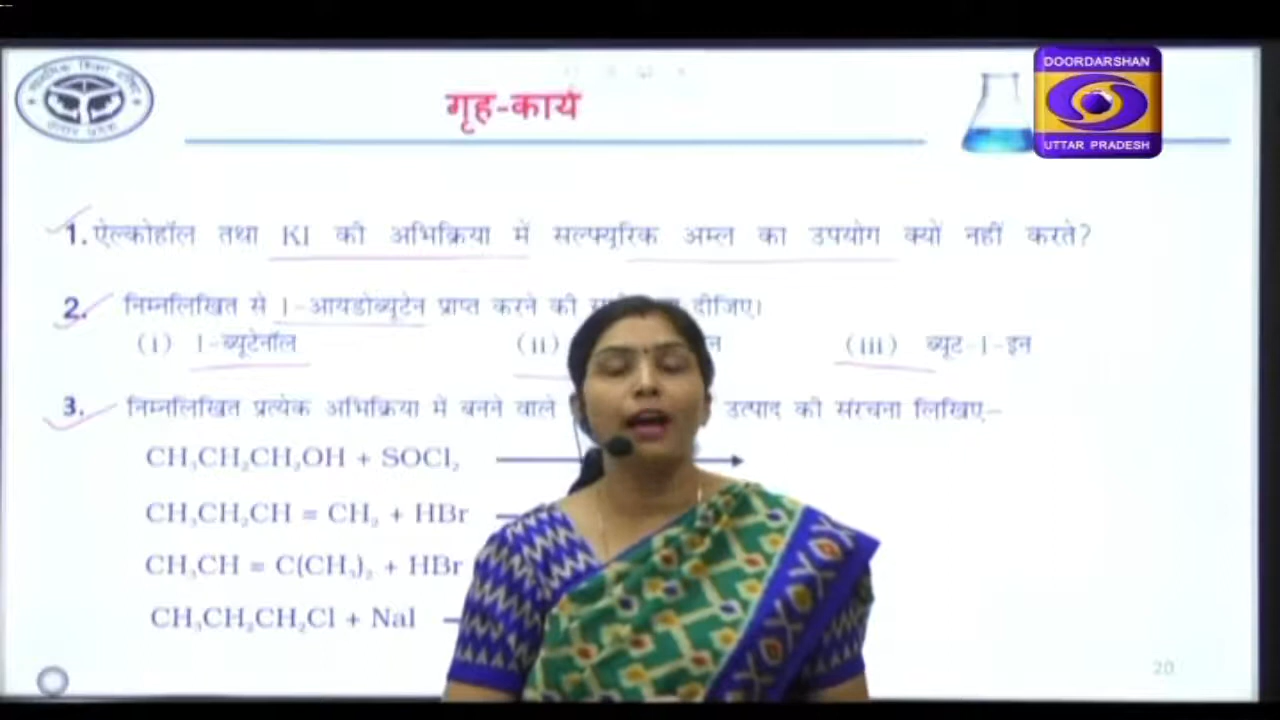 DOORDARSHAN
UTTAR PRADESH
गृह-कार्य
1. ऐल्कोहॉल तथा KI की अभिक्रिया में सल्फ्यूरिक अम्ल का उपयोग क्यों नहीं करते?
2. निम्नलिखित से 1-आयडोब्यूटेन प्राप्त करने की दीजिए।
(i) 1-ब्यूटेनॉल (ii) (iii) ब्यूट-1-इन
3. निम्नलिखित प्रत्येक अभिक्रिया में बनने वाले उत्पाद की संरचना लिखिए-
CH₃CH₂CH₂OH + SOCl₂
CH₃CH₂CH = CH₂ + HBr
CH₃CH = C(CH₃)₂ + HBr
CH₃CH₂CH₂Cl + NaI
20